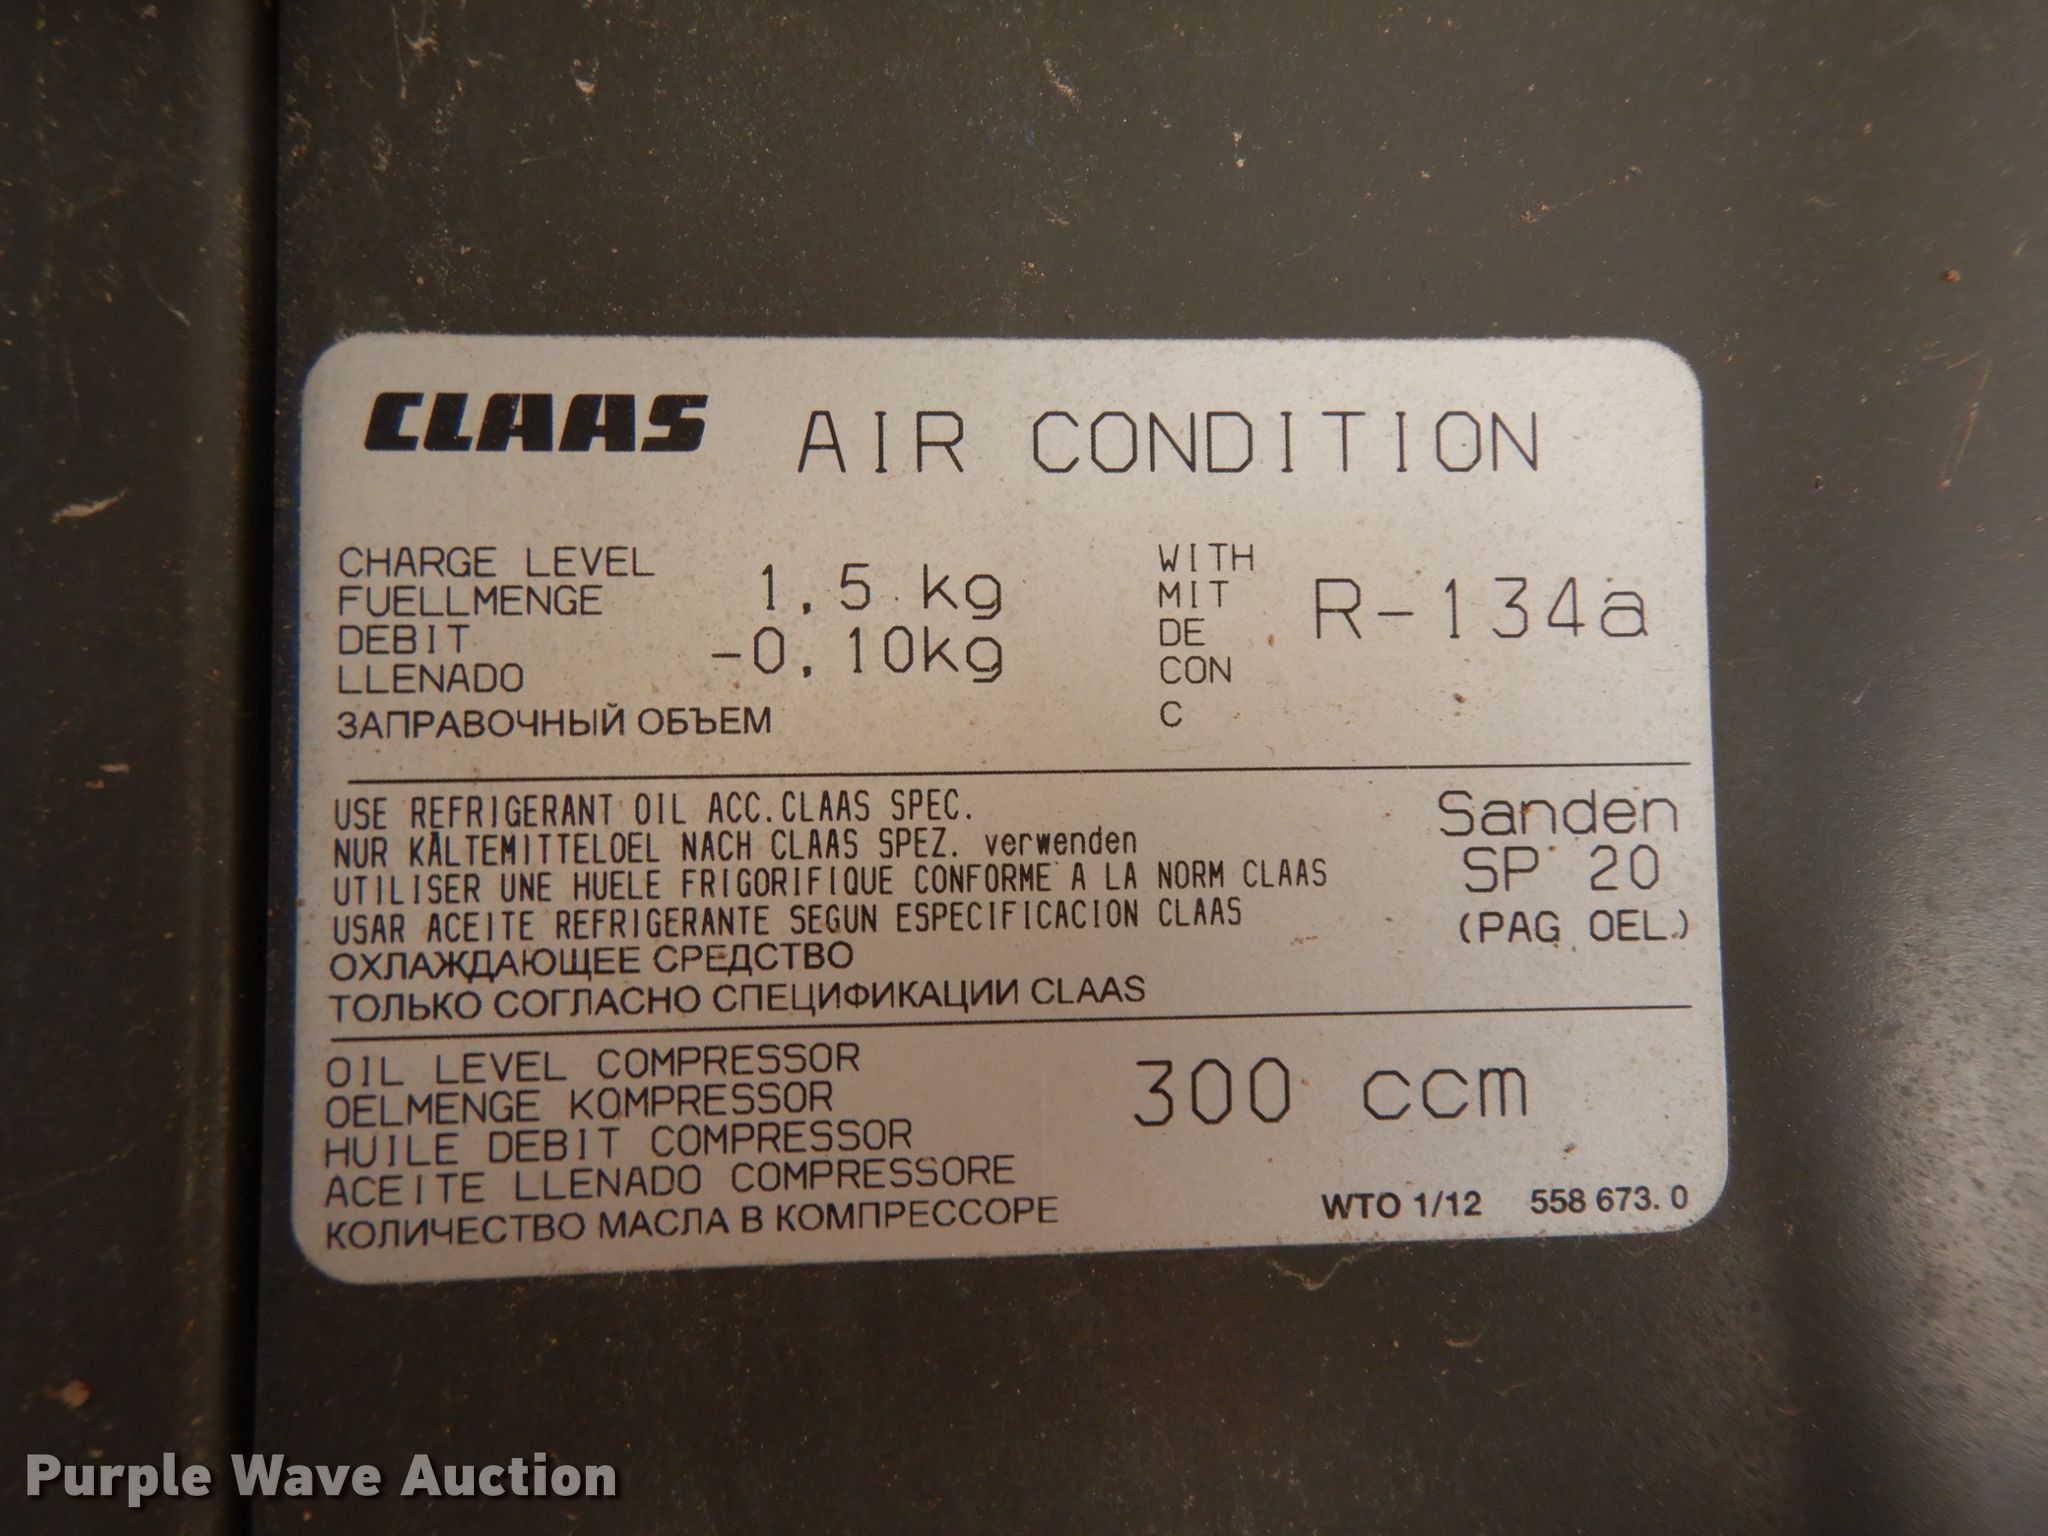 CLAAS AIR CONDITION
CHARGE LEVEL
FUELLMENGE
DEBIT
LLENADO
ЗАПРАВОЧНЫЙ ОБЪЕМ
1,5 kg
-0,10kg
WITH
MIT
DE
CON
С
R-134a
USE REFRIGERANT OIL ACC.CLAAS SPEC.
NUR KÄLTEMITTELOEL NACH CLAAS SPEZ. verwenden
UTILISER UNE HUELE FRIGORIFIQUE CONFORME A LA NORM CLAAS
USAR ACEITE REFRIGERANTE SEGUN ESPECIFICACION CLAAS
ОХЛАЖДАЮЩЕЕ СРЕДСТВО
ТОЛЬКО СОГЛАСНО СПЕЦИФИКАЦИИ CLAAS
Sanden
SP 20
(PAG OEL)
OIL LEVEL COMPRESSOR
OELMENGE KOMPRESSOR
HUILE DEBIT COMPRESSOR
ACEITE LLENADO COMPRESSORE
КОЛИЧЕСТВО МАСЛА В КОМПРЕССОРЕ
300 ccm
WTO 1/12 558 673.0
Purple Wave Auction